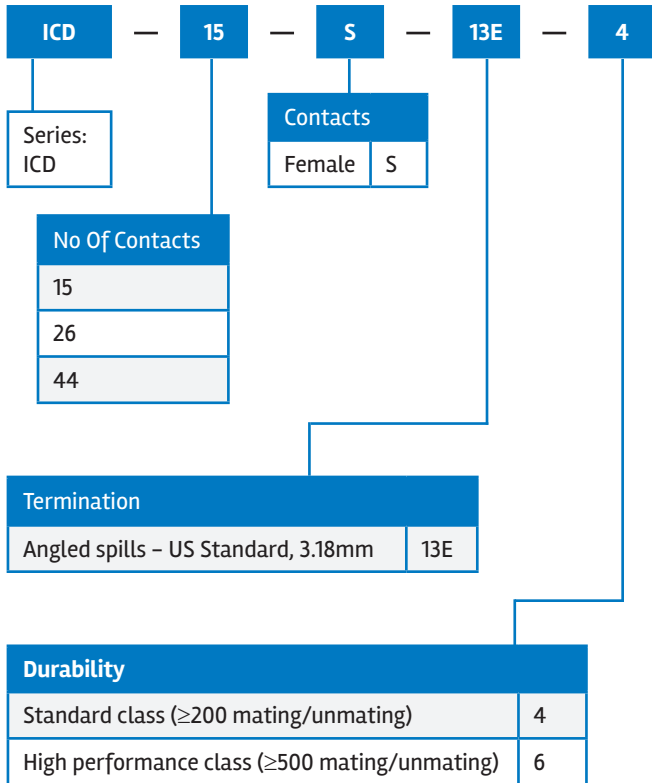 ICD — 15 — S — 13E — 4
Series:
ICD
Contacts
Female S
No Of Contacts
15
26
44
Termination
Angled spills – US Standard, 3.18mm 13E
Durability
Standard class (≥200 mating/unmating) 4
High performance class (≥500 mating/unmating) 6